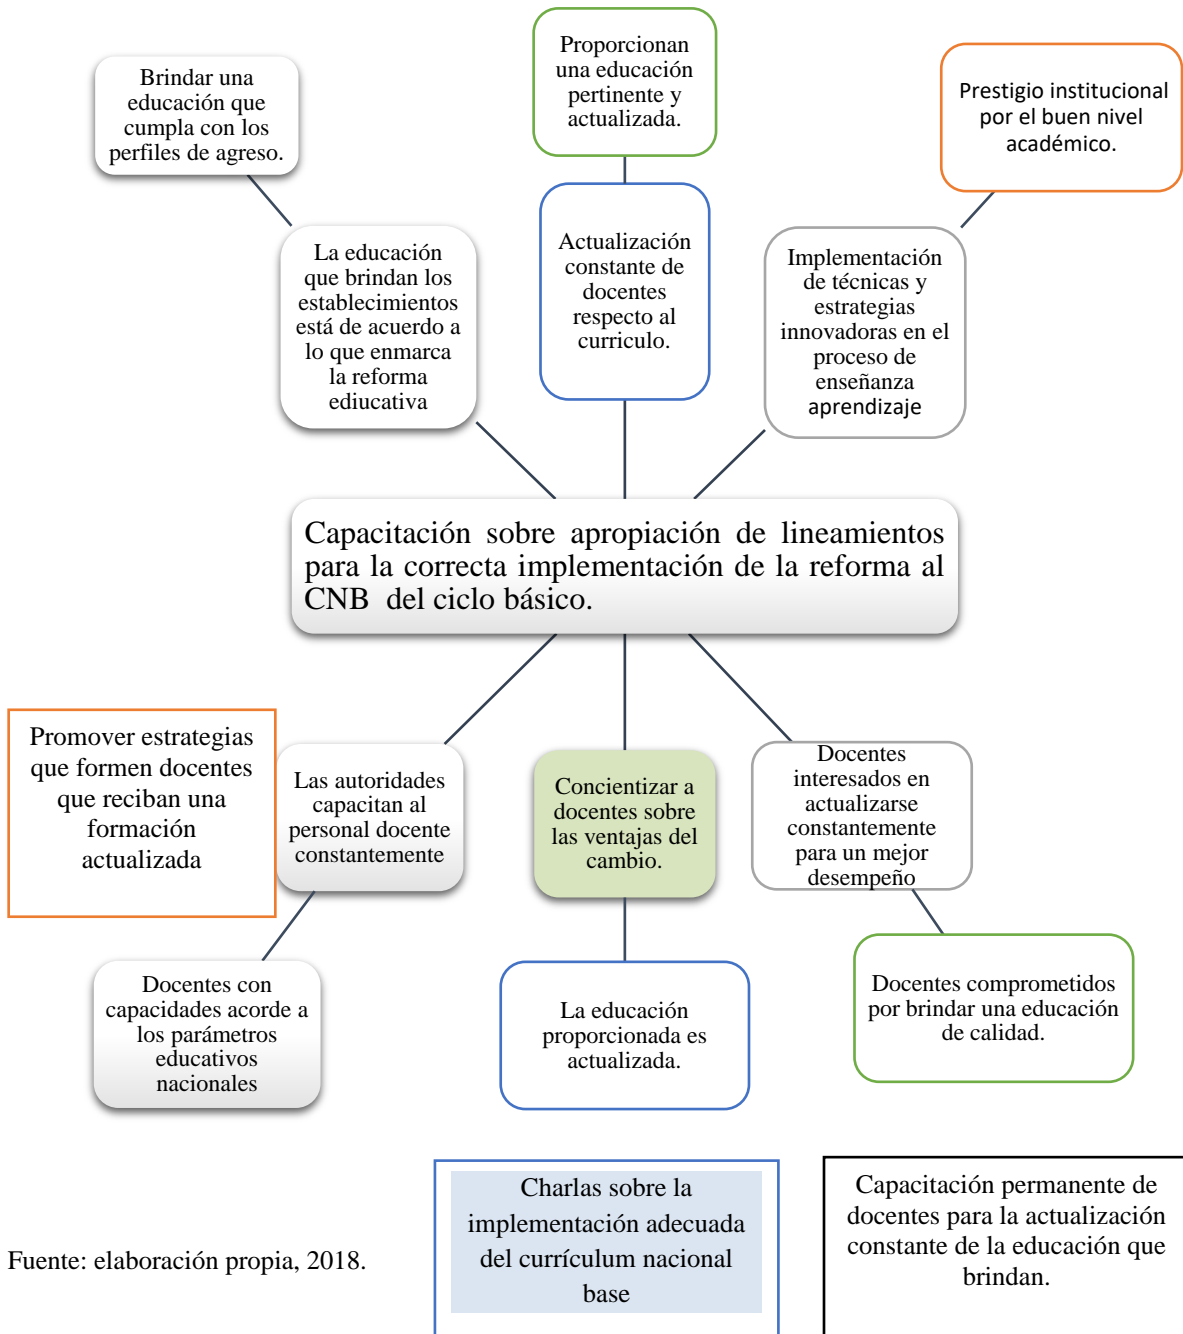 Proporcionan
una educación
pertinente y
actualizada.
Brindar una
educación que
cumpla con los
perfiles de agreso.
Prestigio institucional
por el buen nivel
académico.
La educación
que brindan los
establecimientos
está de acuerdo a
lo que enmarca
la reforma
ediucativa
Actualización
constante de
docentes
respecto al
curriculo.
Implementación
de técnicas y
estrategias
innovadoras en el
proceso de
enseñanza
aprendizaje
Capacitación sobre apropiación de lineamientos
para la correcta implementación de la reforma al
CNB del ciclo básico.
Promover estrategias
que formen docentes
que reciban una
formación
actualizada
Las autoridades
capacitan al
personal docente
constantemente
Concientizar a
docentes sobre
las ventajas del
cambio.
Docentes
interesados en
actualizarse
constantemente
para un mejor
desempeño
Docentes con
capacidades acorde a
los parámetros
educativos
nacionales
La educación
proporcionada es
actualizada.
Docentes comprometidos
por brindar una educación
de calidad.
Charlas sobre la
implementación adecuada
del currículum nacional
base
Capacitación permanente de
docentes para la actualización
constante de la educación que
brindan.
Fuente: elaboración propia, 2018.